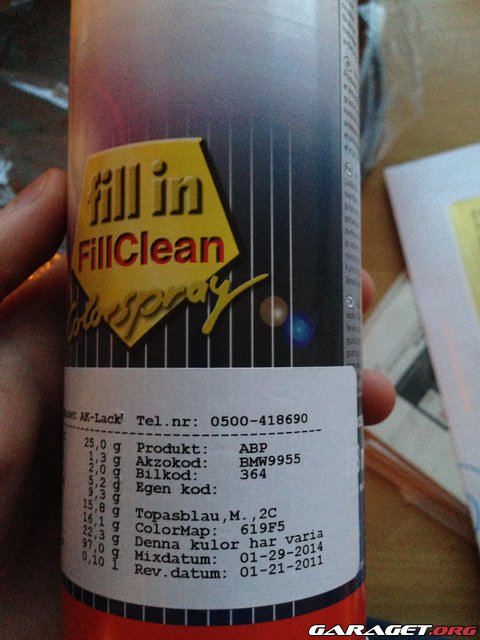 fill in
FillClean
Colorspray
AK-Lack Tel.nr: 0500-418690
25,0 g Produkt: ABP
1,3 g Akzokod: BMW9955
2,0 g Bilkod: 364
5,2 g Egen kod:
9,3 g
15,8 g Topasblau,M.,2C
16,1 g ColorMap: 619F5
22,3 g Denna kulor har varia
97,0 g Mixdatum: 01-29-2014
0,10 l Rev.datum: 01-21-2011
GARAGET.ORG